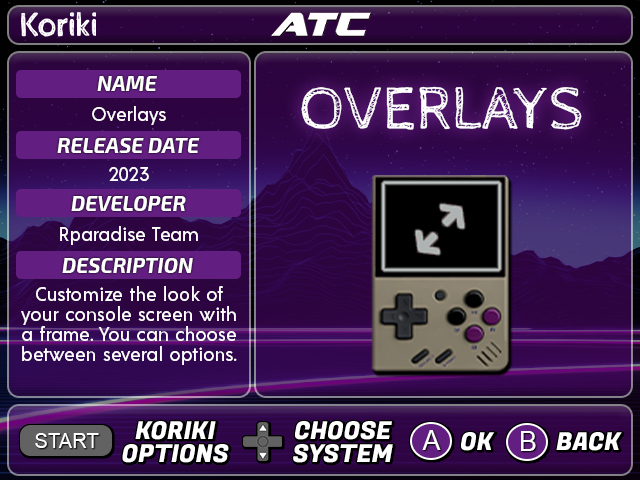 Koriki
ATC
NAME
Overlays
RELEASE DATE
2023
DEVELOPER
Rparadise Team
DESCRIPTION
Customize the look of
your console screen with
a frame. You can choose
between several options.
OVERLAYS
START
KORIKI
OPTIONS
CHOOSE
SYSTEM
A
OK
B
BACK